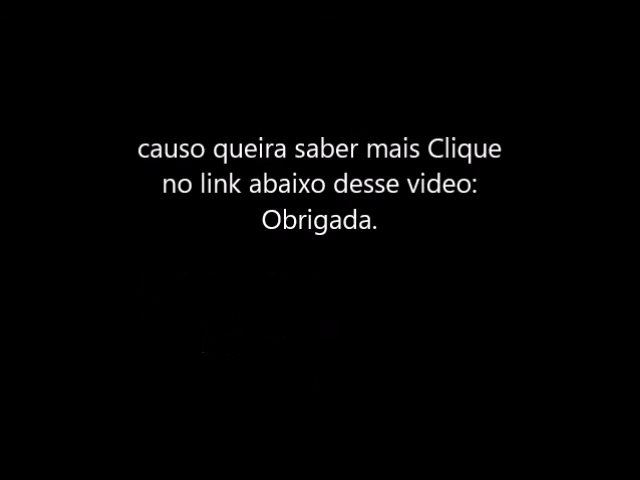 causo queira saber mais Clique
no link abaixo desse video:
Obrigada.